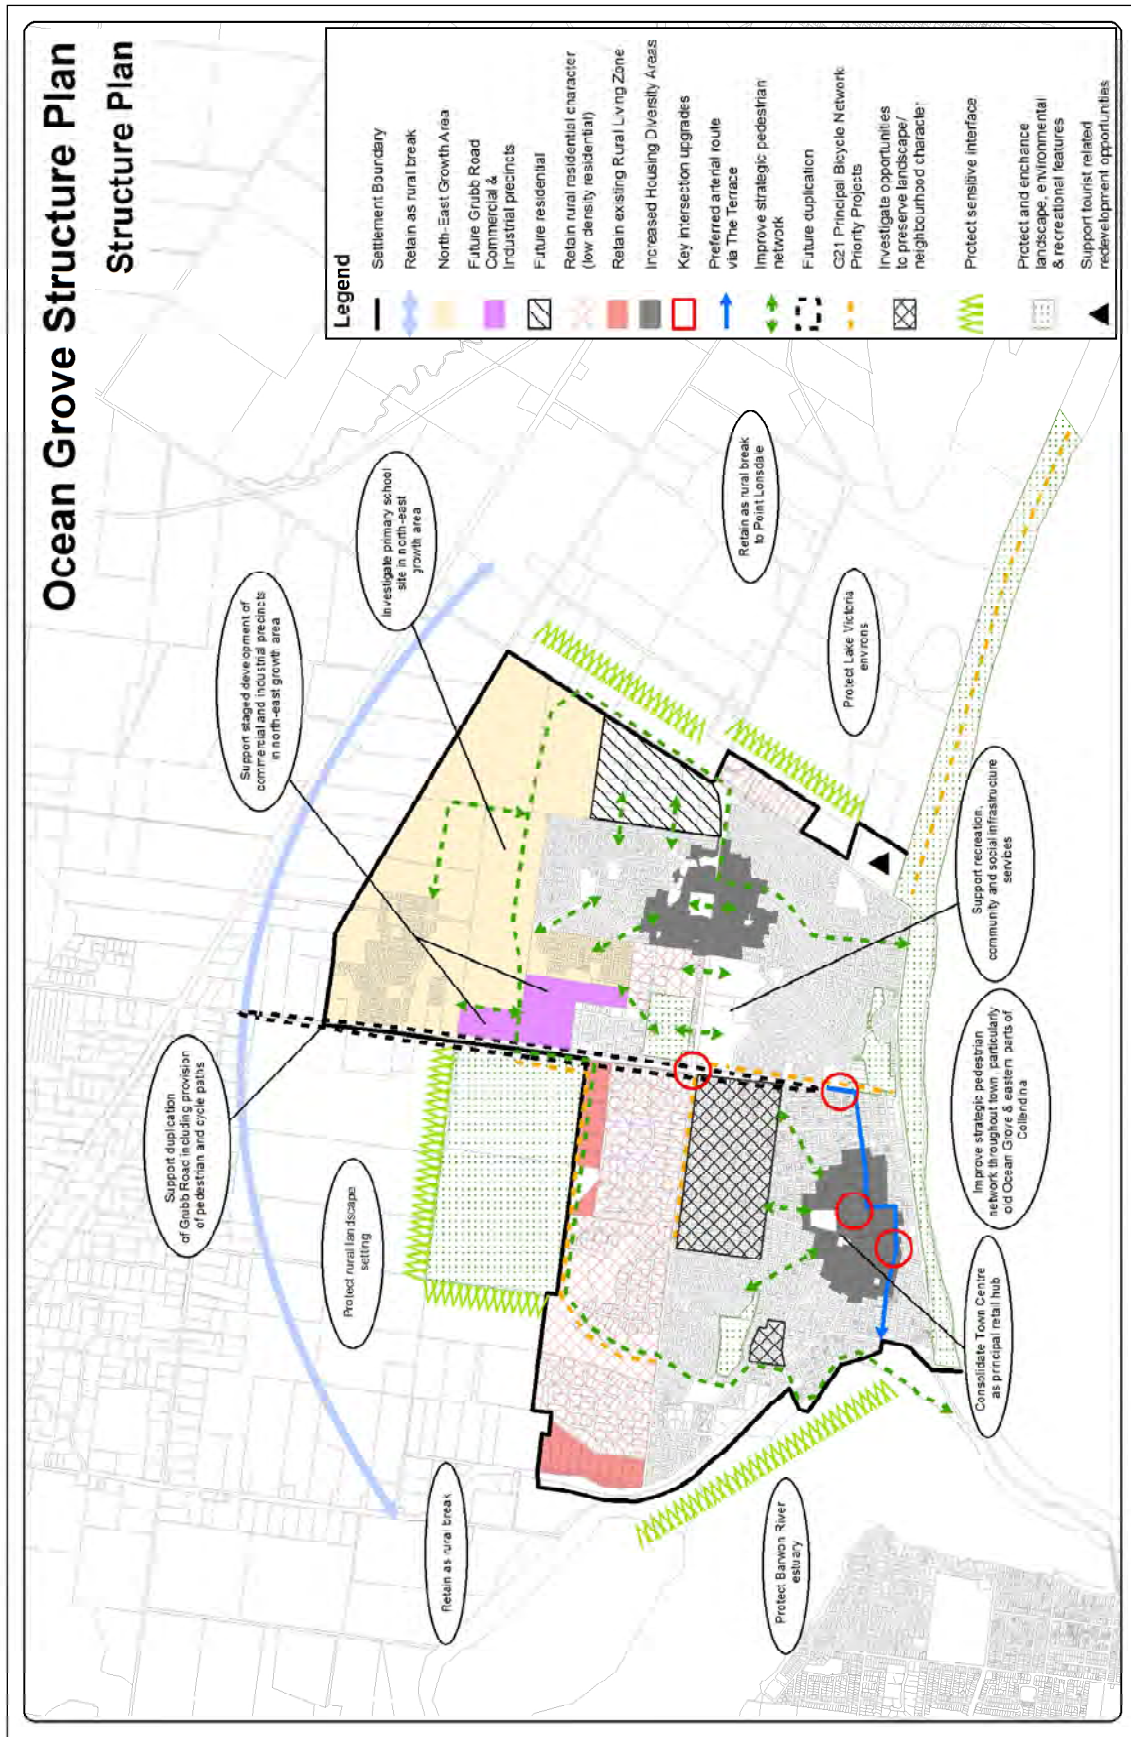 Ocean Grove Structure Plan
Structure Plan
Legend
Settlement Boundary
Retain as rural break
North-East Growth Area
Future Grubb Road
Commercial &
Industrial precincts
Future residential
Retain rural residential character
(low density residential)
Retain existing Rural Living Zone
Increased Housing Diversity Areas
Key intersection upgrades
Preferred arterial route
via The Terrace
Improve strategic pedestrian
network
Future duplication
G21 Principal Bicycle Network
Priority Projects
Investigate opportunities
to preserve landscape/
neighbourhood character
Protect sensitive interface
Protect and enchance
landscape, environmental
& recreational features
Support tourist related
redevelopment opportunities
Investigate primary school
site in north-east
growth area
Support staged development of
commercial and industrial precincts
in north-east growth area
Support duplication
of Grubb Road including provision
of pedestrian and cycle paths
Protect rural landscape
setting
Retain as rural break
Retain as rural break
to Point Lonsdale
Protect Lake Victoria
environs
Support recreation,
community and social infrastructure
services
Improve strategic pedestrian
network throughout town, particularly
old Ocean Grove & eastern parts of
Collendina
Consolidate Town Centre
as principal retail hub
Protect Barwon River
estuary